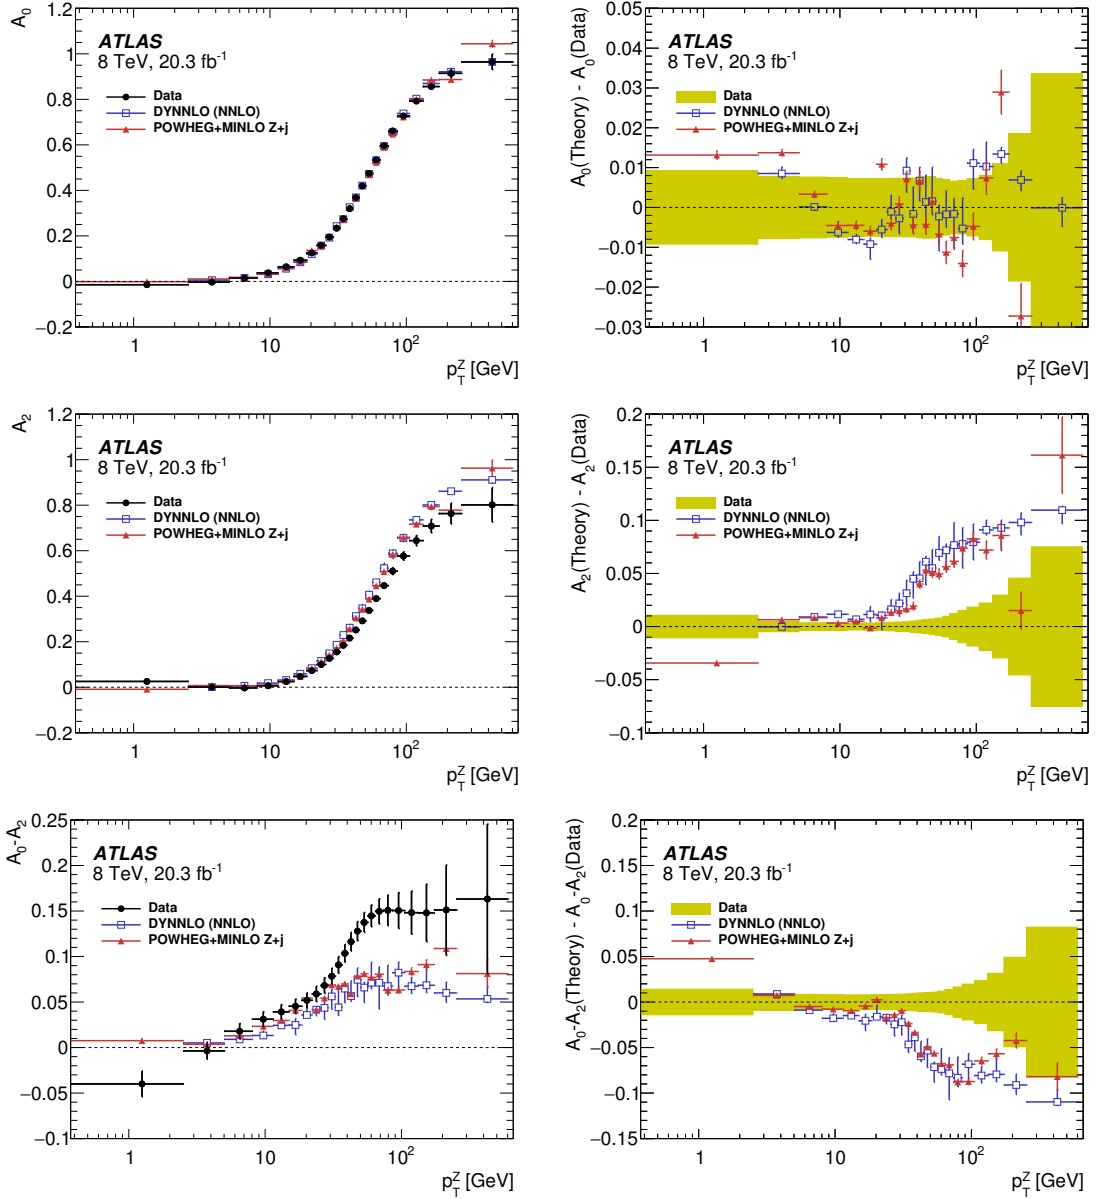 A0
1.2
1
0.8
0.6
0.4
0.2
0
−0.2
ATLAS
8 TeV, 20.3 fb-1
Data
DYNNLO (NNLO)
POWHEG+MINLO Z+j
1 10 10²
pTZ [GeV]
A0(Theory) - A0(Data)
0.05
0.04
0.03
0.02
0.01
0
−0.01
−0.02
−0.03
ATLAS
8 TeV, 20.3 fb-1
Data
DYNNLO (NNLO)
POWHEG+MINLO Z+j
1 10 10²
pTZ [GeV]
A2
1.2
1
0.8
0.6
0.4
0.2
0
−0.2
ATLAS
8 TeV, 20.3 fb-1
Data
DYNNLO (NNLO)
POWHEG+MINLO Z+j
1 10 10²
pTZ [GeV]
A2(Theory) - A2(Data)
0.2
0.15
0.1
0.05
0
−0.05
−0.1
ATLAS
8 TeV, 20.3 fb-1
Data
DYNNLO (NNLO)
POWHEG+MINLO Z+j
1 10 10²
pTZ [GeV]
A0-A2
0.25
0.2
0.15
0.1
0.05
0
−0.05
−0.1
ATLAS
8 TeV, 20.3 fb-1
Data
DYNNLO (NNLO)
POWHEG+MINLO Z+j
1 10 10²
pTZ [GeV]
A0-A2(Theory) - A0-A2(Data)
0.2
0.15
0.1
0.05
0
−0.05
−0.1
−0.15
ATLAS
8 TeV, 20.3 fb-1
Data
DYNNLO (NNLO)
POWHEG+MINLO Z+j
1 10 10²
pTZ [GeV]